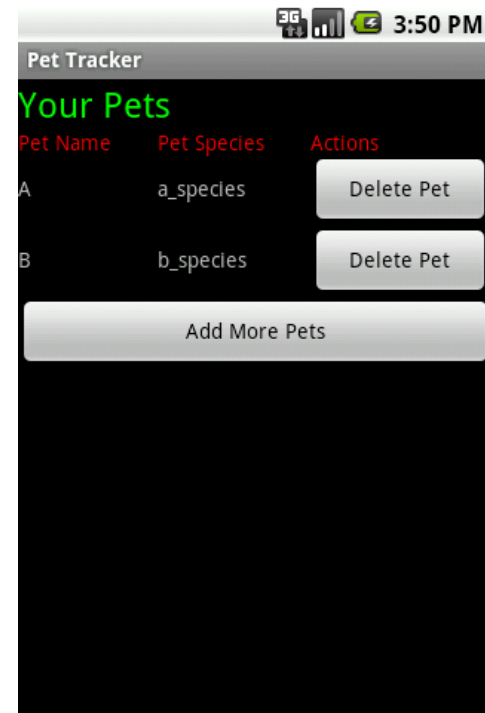 3G 3:50 PM
Pet Tracker
Your Pets
Pet Name Pet Species Actions
A a_species Delete Pet
B b_species Delete Pet
Add More Pets